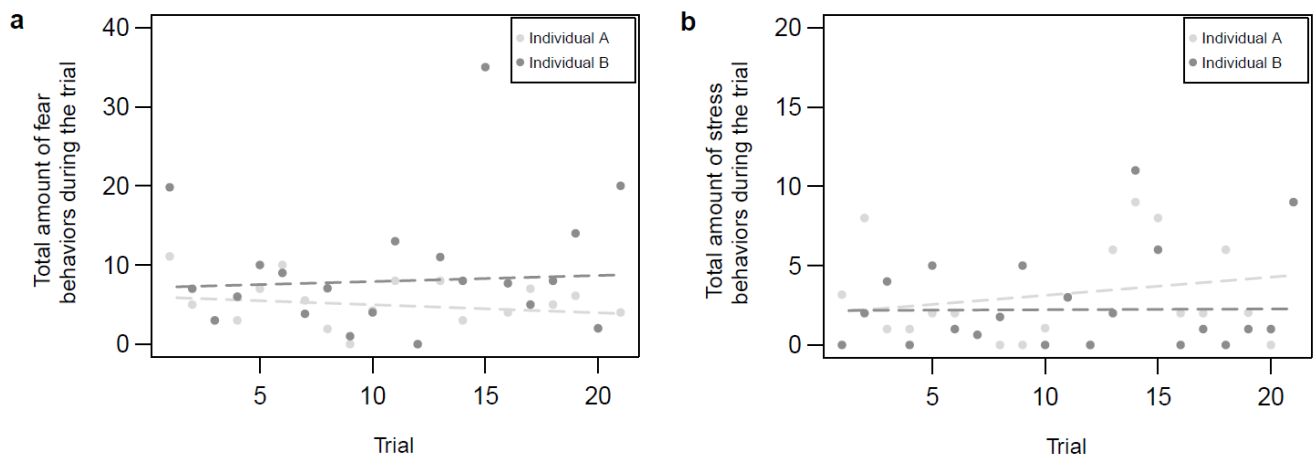 a
Total amount of fear
behaviors during the trial
40
30
20
10
0
5
10
15
20
Trial
Individual A
Individual B
b
Total amount of stress
behaviors during the trial
20
15
10
5
0
5
10
15
20
Trial
Individual A
Individual B